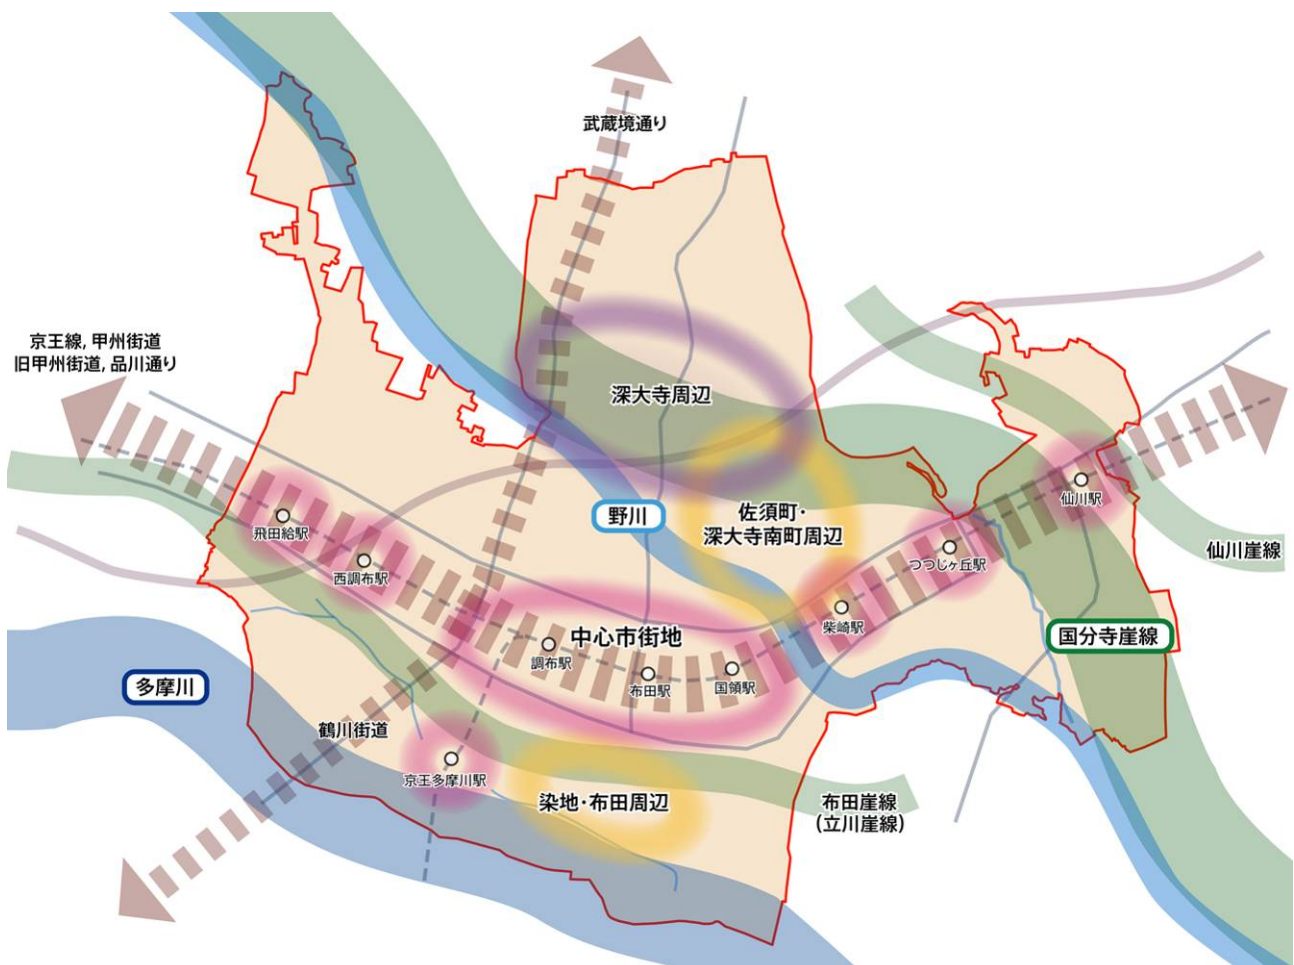 武蔵境通り
京王線, 甲州街道
旧甲州街道, 品川通り
深大寺周辺
仙川駅
飛田給駅
野川
佐須町・
深大寺南町周辺
仙川崖線
西調布駅
つつじヶ丘駅
柴崎駅
国分寺崖線
中心市街地
調布駅
布田駅
国領駅
多摩川
鶴川街道
京王多摩川駅
染地・布田周辺
布田崖線
(立川崖線)